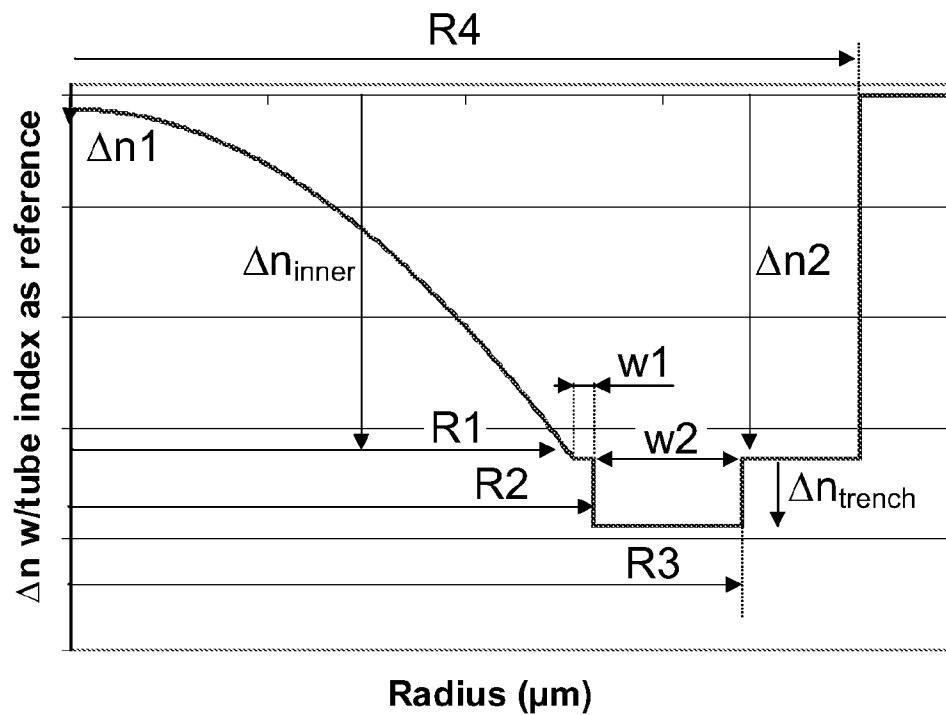 R4
Δn1
Δn w/tube index as reference
Δninner
Δn2
w1
R1
w2
R2
Δntrench
R3
Radius (µm)